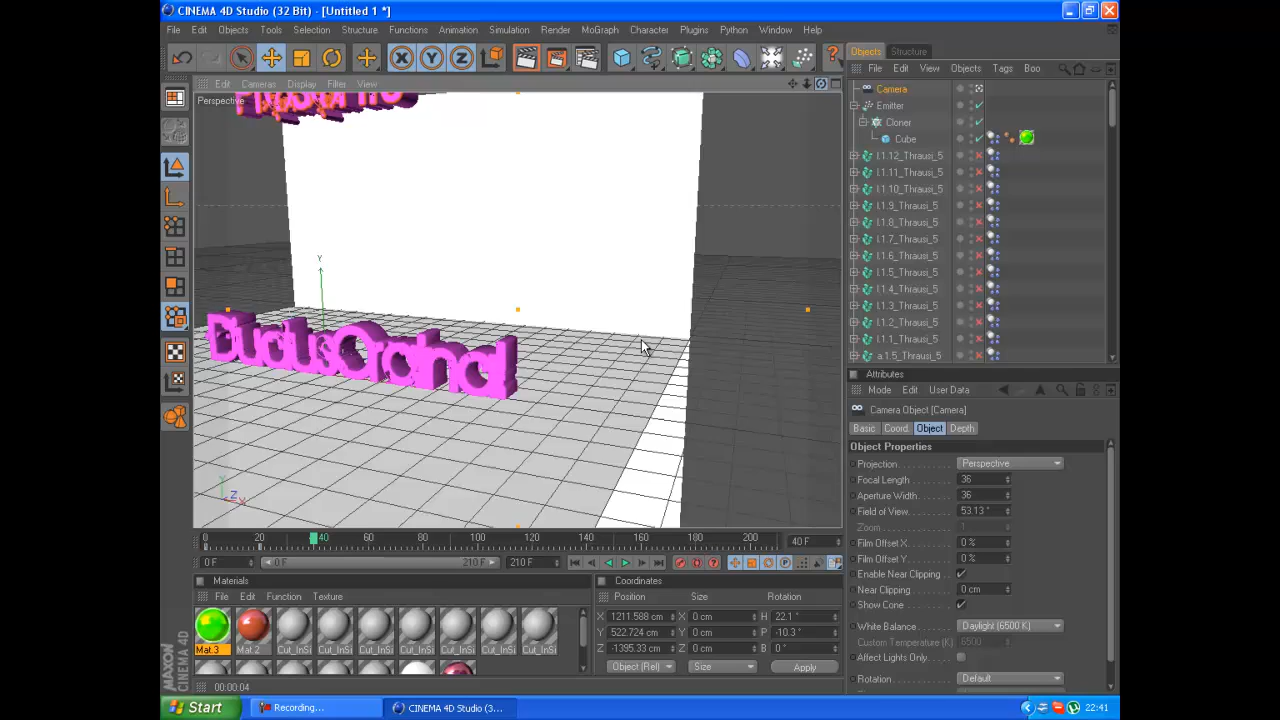 CINEMA 4D Studio (32 Bit) - [Untitled 1 *]
File Edit Objects Tools Selection Structure Functions Animation Simulation Render MoGraph Character Plugins Python Window Help
Objects Structure
File Edit View Objects Tags Boo
Edit Cameras Display Filter View
Perspective
Camera
Emitter
Cloner
Cube
l.1.12_Thrausi_5
l.1.11_Thrausi_5
l.1.10_Thrausi_5
l.1.9_Thrausi_5
l.1.8_Thrausi_5
l.1.7_Thrausi_5
l.1.6_Thrausi_5
l.1.5_Thrausi_5
l.1.4_Thrausi_5
l.1.3_Thrausi_5
l.1.2_Thrausi_5
l.1.1_Thrausi_5
a.1.5_Thrausi_5
Y
Z X
Attributes
Mode Edit User Data
Camera Object [Camera]
Basic Coord. Object Depth
Object Properties
Projection Perspective
Focal Length 36
Aperture Width 36
Field of View 53.13 °
Zoom 1
Film Offset X 0 %
Film Offset Y 0 %
Enable Near Clipping
Near Clipping 0 cm
Show Cone
White Balance Daylight (6500 K)
Custom Temperature (K) 6500
Affect Lights Only
Rotation Default
0 20 40 60 80 100 120 140 160 180 200 40 F
0 F 0 F 210 F 210 F
Materials
File Edit Function Texture
Mat.3 Mat.2 Cut_InSi Cut_InSi Cut_InSi Cut_InSi Cut_InSi Cut_InSi Cut_InSi
Coordinates
Position Size Rotation
X 1211.588 cm X 0 cm H 22.1 °
Y 522.724 cm Y 0 cm P -10.3 °
Z -1395.33 cm Z 0 cm B 0 °
Object (Rel) Size Apply
MAXON CINEMA 4D
00:00:04
Start Recording... CINEMA 4D Studio (3... 22:41